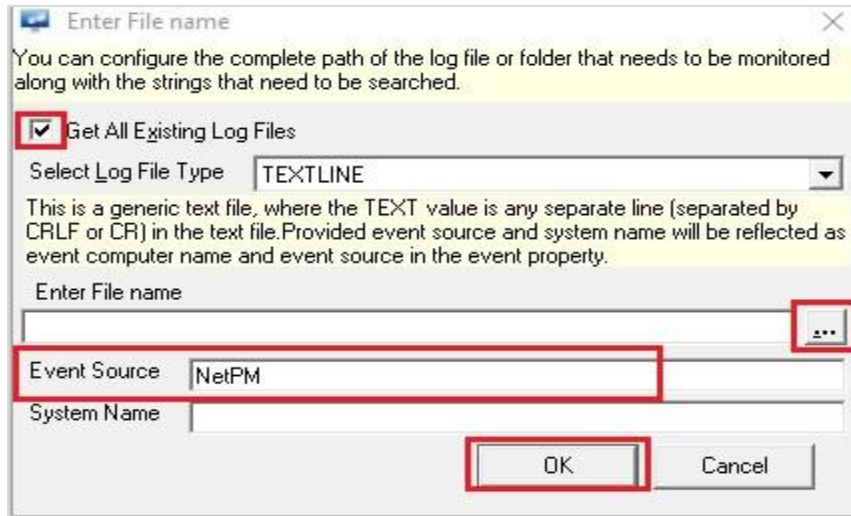 Enter File name
You can configure the complete path of the log file or folder that needs to be monitored
along with the strings that need to be searched.
Get All Existing Log Files
Select Log File Type TEXTLINE
This is a generic text file, where the TEXT value is any separate line (separated by
CRLF or CR) in the text file.Provided event source and system name will be reflected as
event computer name and event source in the event property.
Enter File name
...
Event Source NetPM
System Name
OK Cancel